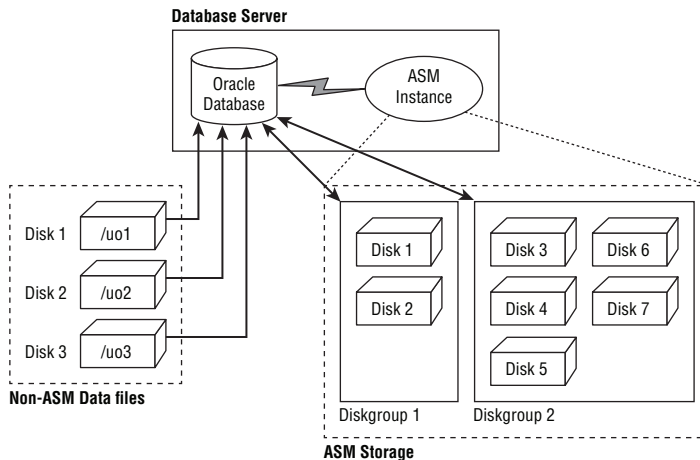 Database Server
Oracle
Database
ASM
Instance
Disk 1
/uo1
Disk 2
/uo2
Disk 3
/uo3
Non-ASM Data files
Disk 1
Disk 2
Diskgroup 1
Disk 3
Disk 6
Disk 4
Disk 7
Disk 5
Diskgroup 2
ASM Storage